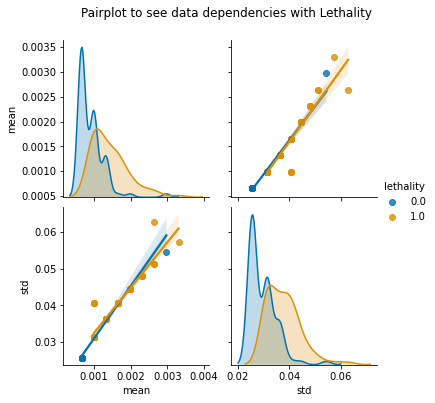 Pairplot to see data dependencies with Lethality
0.0035
0.0030
0.0025
0.0020
0.0015
0.0010
0.0005
mean
lethality
0.0
1.0
0.06
0.05
0.04
0.03
std
0.001 0.002 0.003 0.004
mean
0.02 0.04 0.06
std